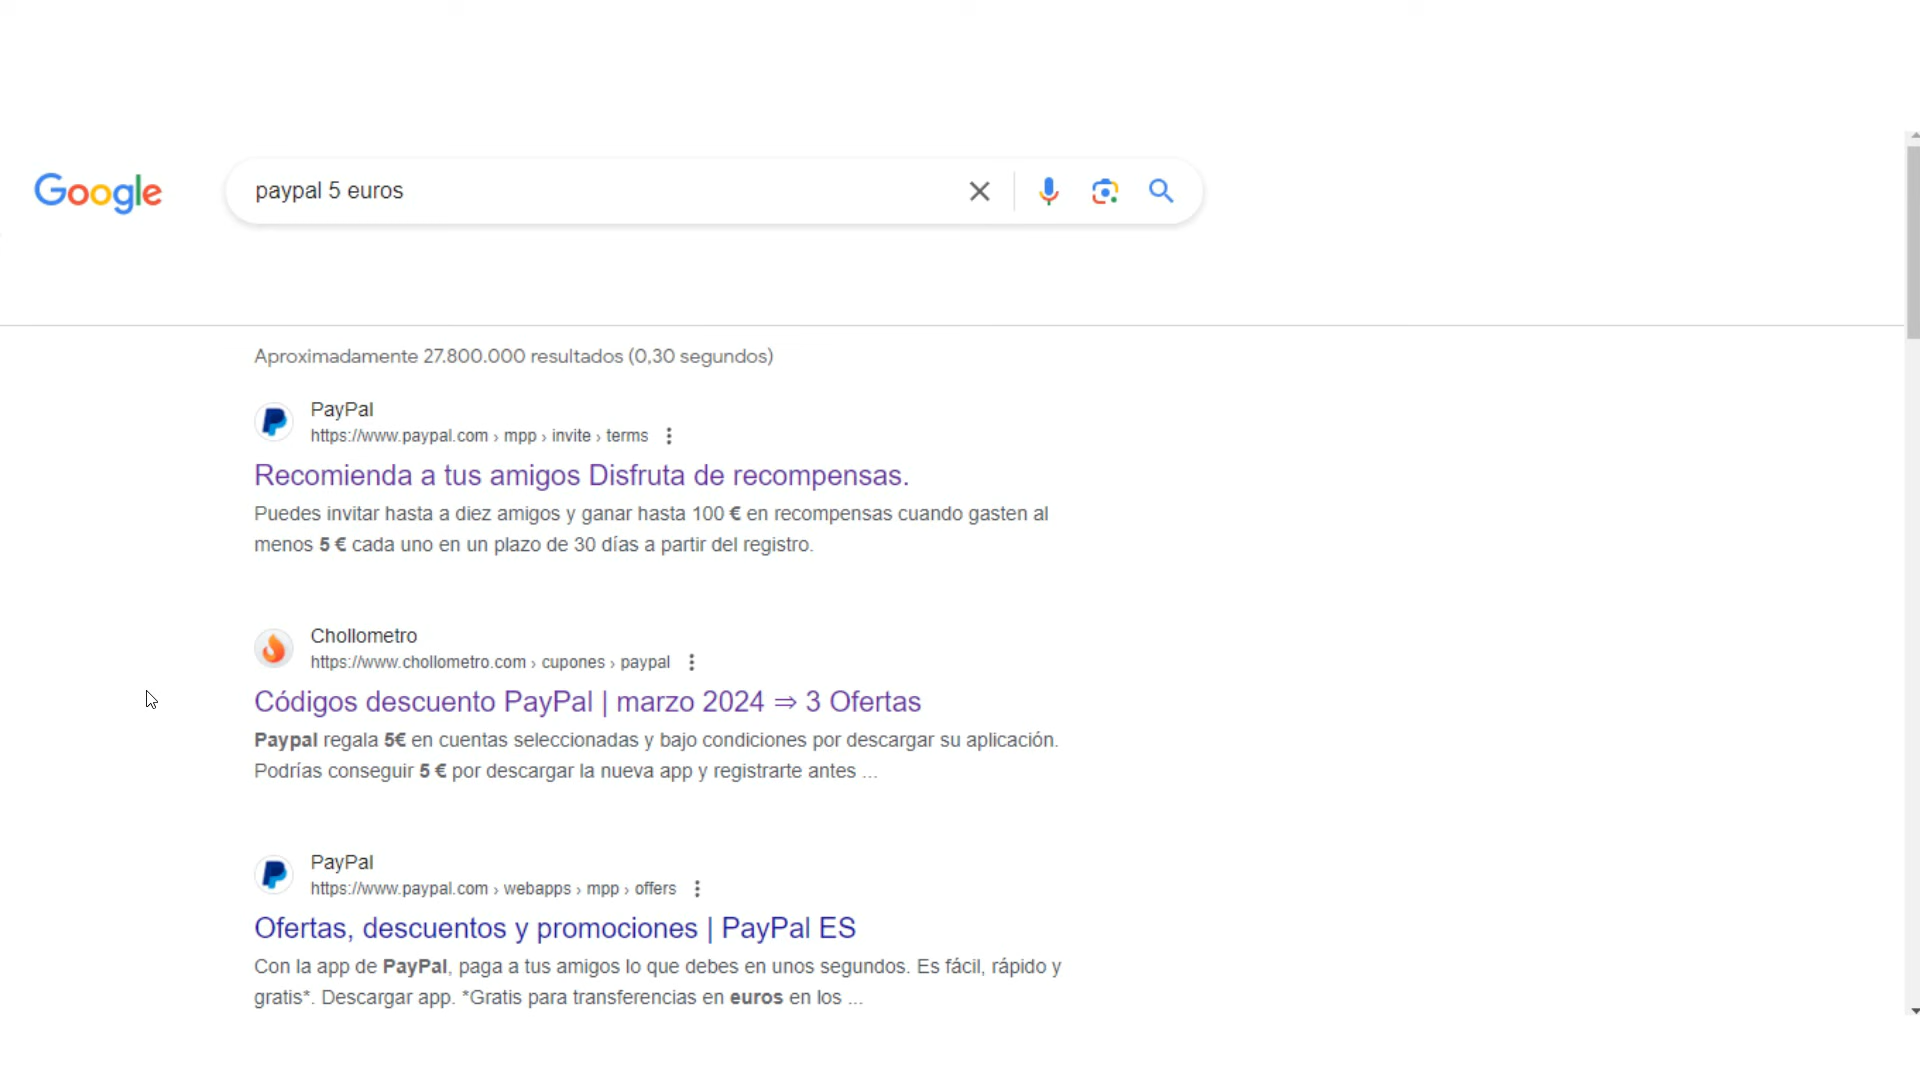 Google
paypal 5 euros
Aproximadamente 27.800.000 resultados (0,30 segundos)
PayPal
https://www.paypal.com › mpp › invite › terms
Recomienda a tus amigos Disfruta de recompensas.
Puedes invitar hasta a diez amigos y ganar hasta 100 € en recompensas cuando gasten al
menos 5 € cada uno en un plazo de 30 días a partir del registro.
Chollometro
https://www.chollometro.com › cupones › paypal
Códigos descuento PayPal | marzo 2024 ⇒ 3 Ofertas
Paypal regala 5€ en cuentas seleccionadas y bajo condiciones por descargar su aplicación.
Podrías conseguir 5 € por descargar la nueva app y registrarte antes ...
PayPal
https://www.paypal.com › webapps › mpp › offers
Ofertas, descuentos y promociones | PayPal ES
Con la app de PayPal, paga a tus amigos lo que debes en unos segundos. Es fácil, rápido y
gratis*. Descargar app. *Gratis para transferencias en euros en los ...